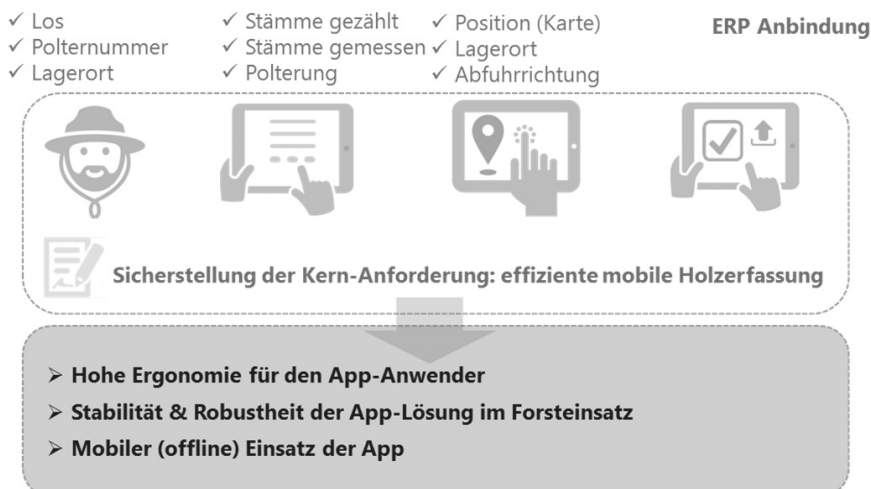 ✓ Los
✓ Polternummer
✓ Lagerort
✓ Stämme gezählt
✓ Stämme gemessen
✓ Polterung
✓ Position (Karte)
✓ Lagerort
✓ Abfuhrrichtung
ERP Anbindung
Sicherstellung der Kern-Anforderung: effiziente mobile Holzerfassung
➢ Hohe Ergonomie für den App-Anwender
➢ Stabilität & Robustheit der App-Lösung im Forsteinsatz
➢ Mobiler (offline) Einsatz der App